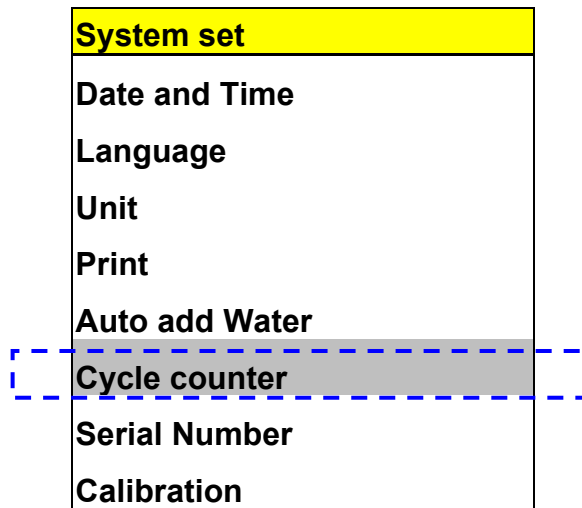 System set
Date and Time
Language
Unit
Print
Auto add Water
Cycle counter
Serial Number
Calibration